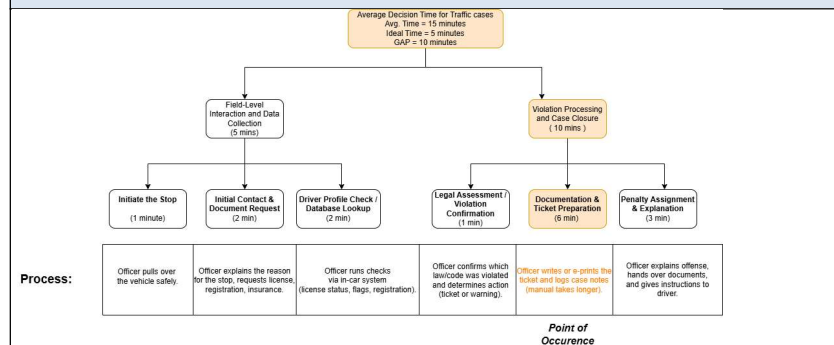 Average Decision Time for Traffic cases
Avg. Time = 15 minutes
Ideal Time = 5 minutes
GAP = 10 minutes
Field-Level
Interaction and Data
Collection
(5 mins)
Violation Processing
and Case Closure
( 10 mins )
Initiate the Stop
(1 minute)
Initial Contact &
Document Request
(2 min)
Driver Profile Check /
Database Lookup
(2 min)
Legal Assessment /
Violation
Confirmation
(1 min)
Documentation &
Ticket Preparation
(6 min)
Penalty Assignment
& Explanation
(3 min)
Process:
Officer pulls over
the vehicle safely.
Officer explains the reason
for the stop, requests license,
registration, insurance.
Officer runs checks
via in-car system
(license status, flags, registration).
Officer confirms which
law/code was violated
and determines action
(ticket or warning).
Officer writes or e-prints the
ticket and logs case notes
(manual takes longer).
Officer explains offense,
hands over documents,
and gives instructions to
driver.
Point of
Occurence